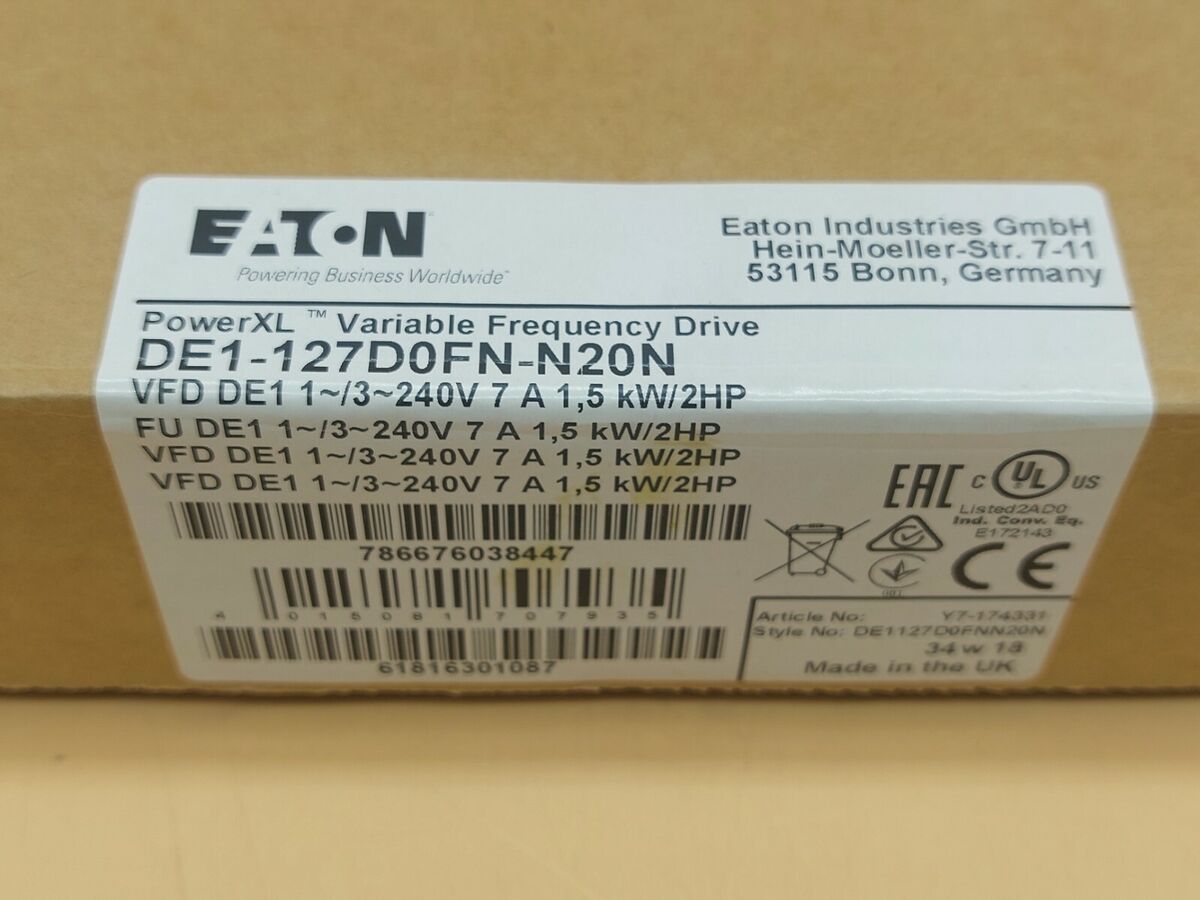 EATON
Powering Business Worldwide
Eaton Industries GmbH
Hein-Moeller-Str. 7-11
53115 Bonn, Germany
PowerXL ™ Variable Frequency Drive
DE1-127D0FN-N20N
VFD DE1 1~/3~240V 7 A 1,5 kW/2HP
FU DE1 1~/3~240V 7 A 1,5 kW/2HP
VFD DE1 1~/3~240V 7 A 1,5 kW/2HP
VFD DE1 1~/3~240V 7 A 1,5 kW/2HP
786676038447
4 015081 707935
61816301087
EAC
C UL US
Listed 2AD0
Ind. Conv. Eq.
E172143
CE
Article No: Y7-174331
Style No: DE1127D0FNN20N
34 w 18
Made in the UK